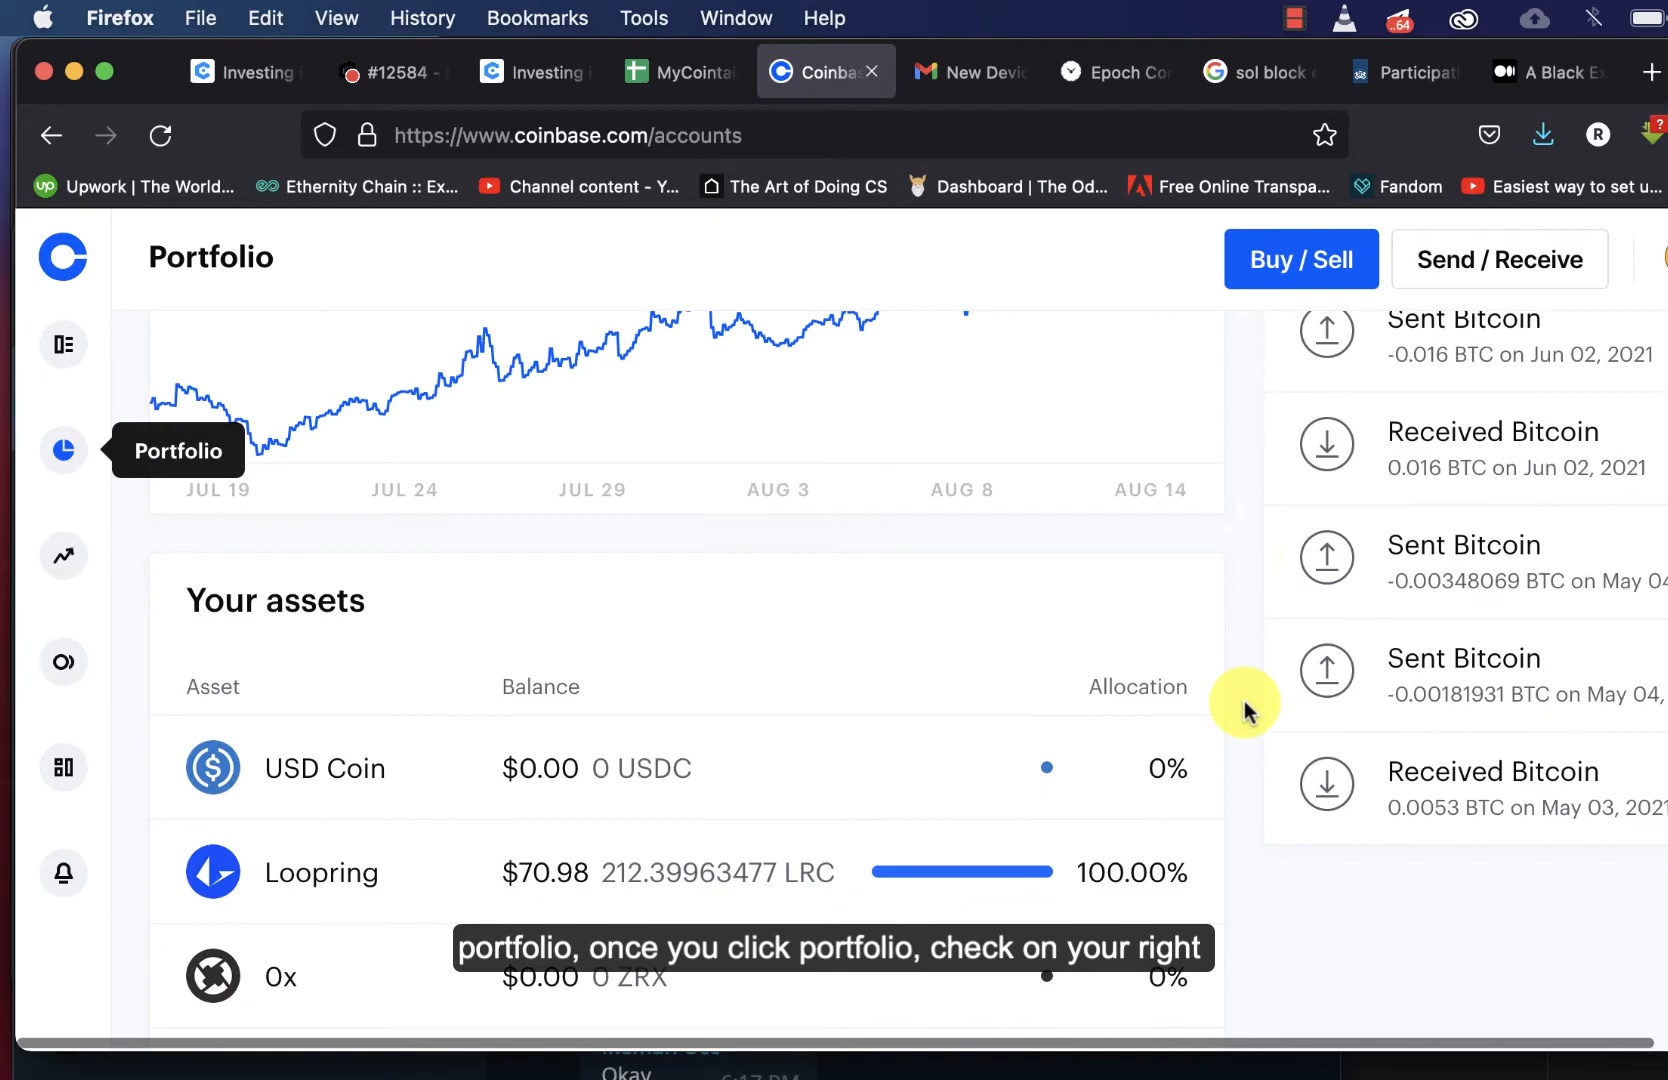 Firefox File Edit View History Bookmarks Tools Window Help
..64
Investing
#12584 -
Investing
MyCointa
Coinba
New Devi
Epoch Co
sol block
Participat
A Black E
https://www.coinbase.com/accounts
R
?
up Upwork | The World...
Ethernity Chain :: Ex...
Channel content - Y...
The Art of Doing CS
Dashboard | The Od...
Free Online Transpa...
Fandom
Easiest way to set u...
Portfolio
Buy / Sell
Send / Receive
Portfolio
JUL 19 JUL 24 JUL 29 AUG 3 AUG 8 AUG 14
Your assets
Asset Balance Allocation
USD Coin $0.00 0 USDC 0%
Loopring $70.98 212.39963477 LRC 100.00%
0x $0.00 0 ZRX 0%
Sent Bitcoin
-0.016 BTC on Jun 02, 2021
Received Bitcoin
0.016 BTC on Jun 02, 2021
Sent Bitcoin
-0.00348069 BTC on May 04
Sent Bitcoin
-0.00181931 BTC on May 04,
Received Bitcoin
0.0053 BTC on May 03, 2021
portfolio, once you click portfolio, check on your right
Okay